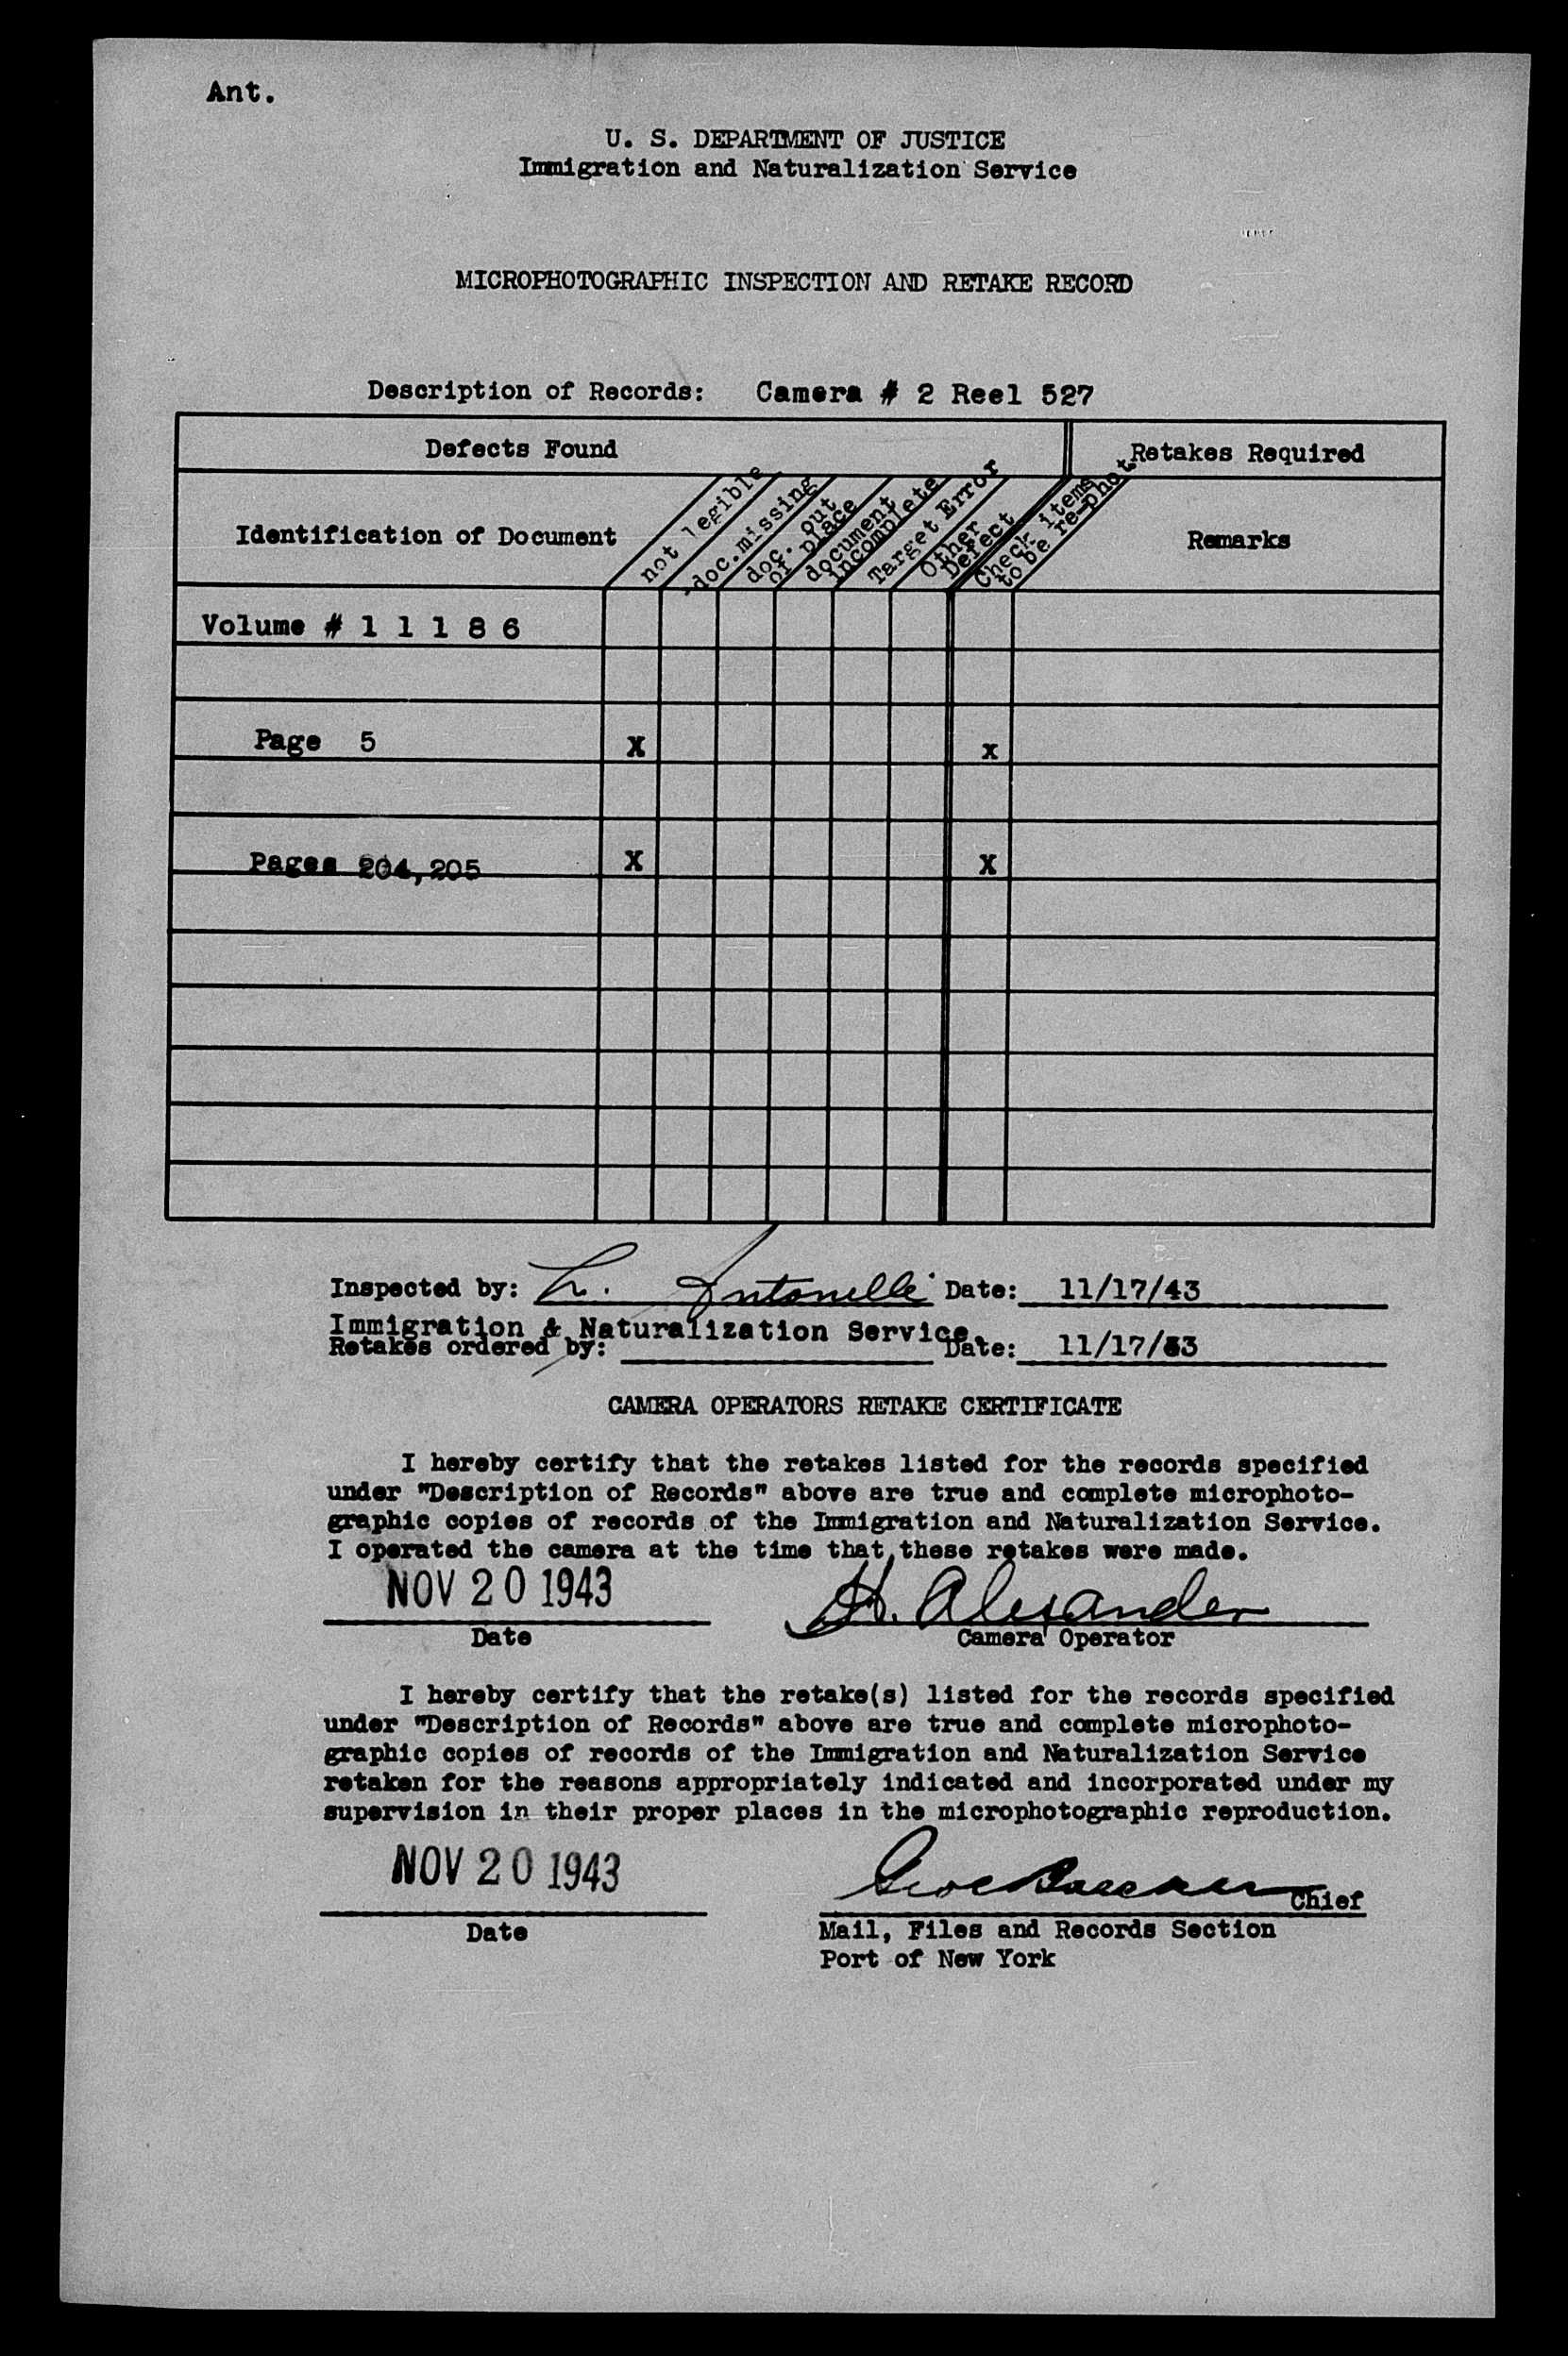 Ant.
U. S. DEPARTMENT OF JUSTICE
Immigration and Naturalization Service
MICROPHOTOGRAPHIC INSPECTION AND RETAKE RECORD
Description of Records: Camera # 2 Reel 527
Defects Found
Retakes Required
Identification of Document
not legible
doc.missing
doc. out
of place
document
incomplete
Target Error
Other
Defect
Check items
to be re-phot
Remarks
Volume # 1 1 1 8 6
Page 5 X x
Pages 204,205 X X
Inspected by: L. Antonelli Date: 11/17/43
Immigration & Naturalization Service.
Retakes ordered by: Date: 11/17/
CAMERA OPERATORS RETAKE CERTIFICATE
I hereby certify that the retakes listed for the records specified
under "Description of Records" above are true and complete microphoto-
graphic copies of records of the Immigration and Naturalization Service.
I operated the camera at the time that these retakes were made.
NOV 20 1943 H. Alexander
Date Camera Operator
I hereby certify that the retake(s) listed for the records specified
under "Description of Records" above are true and complete microphoto-
graphic copies of records of the Immigration and Naturalization Service
retaken for the reasons appropriately indicated and incorporated under my
supervision in their proper places in the microphotographic reproduction.
NOV 20 1943 Chief
Date Mail, Files and Records Section
Port of New York